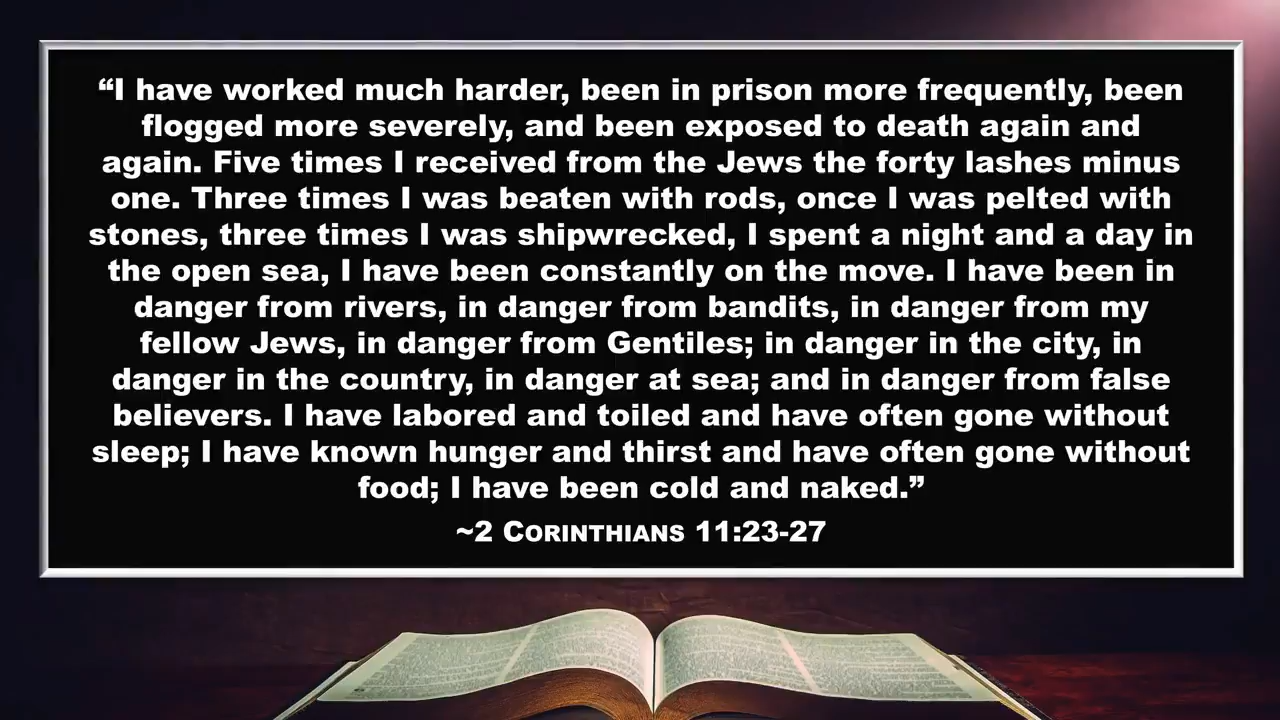 “I have worked much harder, been in prison more frequently, been
flogged more severely, and been exposed to death again and
again. Five times I received from the Jews the forty lashes minus
one. Three times I was beaten with rods, once I was pelted with
stones, three times I was shipwrecked, I spent a night and a day in
the open sea, I have been constantly on the move. I have been in
danger from rivers, in danger from bandits, in danger from my
fellow Jews, in danger from Gentiles; in danger in the city, in
danger in the country, in danger at sea; and in danger from false
believers. I have labored and toiled and have often gone without
sleep; I have known hunger and thirst and have often gone without
food; I have been cold and naked.”
~2 CORINTHIANS 11:23-27